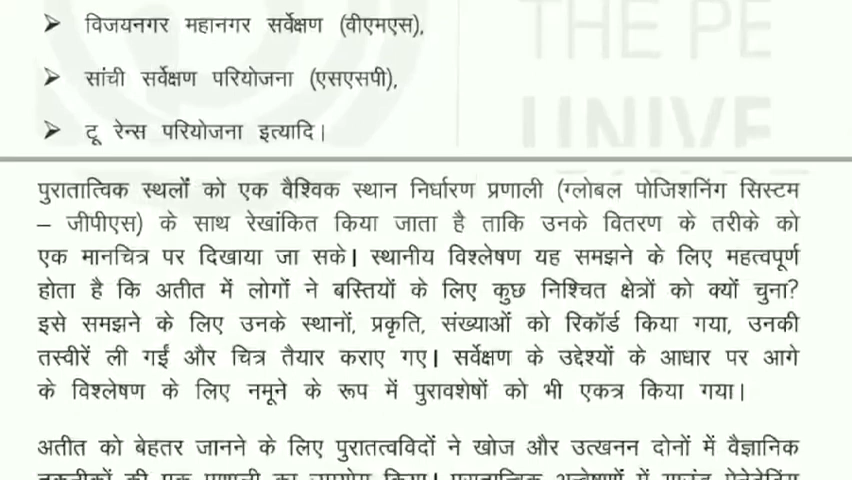 ➤ विजयनगर महानगर सर्वेक्षण (वीएमएस),
➤ सांची सर्वेक्षण परियोजना (एसएसपी),
➤ टू रेन्स परियोजना इत्यादि।
THE PE
UNIVE
पुरातात्विक स्थलों को एक वैश्विक स्थान निर्धारण प्रणाली (ग्लोबल पोजिशनिंग सिस्टम
– जीपीएस) के साथ रेखांकित किया जाता है ताकि उनके वितरण के तरीके को
एक मानचित्र पर दिखाया जा सके। स्थानीय विश्लेषण यह समझने के लिए महत्वपूर्ण
होता है कि अतीत में लोगों ने बस्तियों के लिए कुछ निश्चित क्षेत्रों को क्यों चुना?
इसे समझने के लिए उनके स्थानों, प्रकृति, संख्याओं को रिकॉर्ड किया गया, उनकी
तस्वीरें ली गईं और चित्र तैयार कराए गए। सर्वेक्षण के उद्देश्यों के आधार पर आगे
के विश्लेषण के लिए नमूने के रूप में पुरावशेषों को भी एकत्र किया गया।
अतीत को बेहतर जानने के लिए पुरातत्वविदों ने खोज और उत्खनन दोनों में वैज्ञानिक